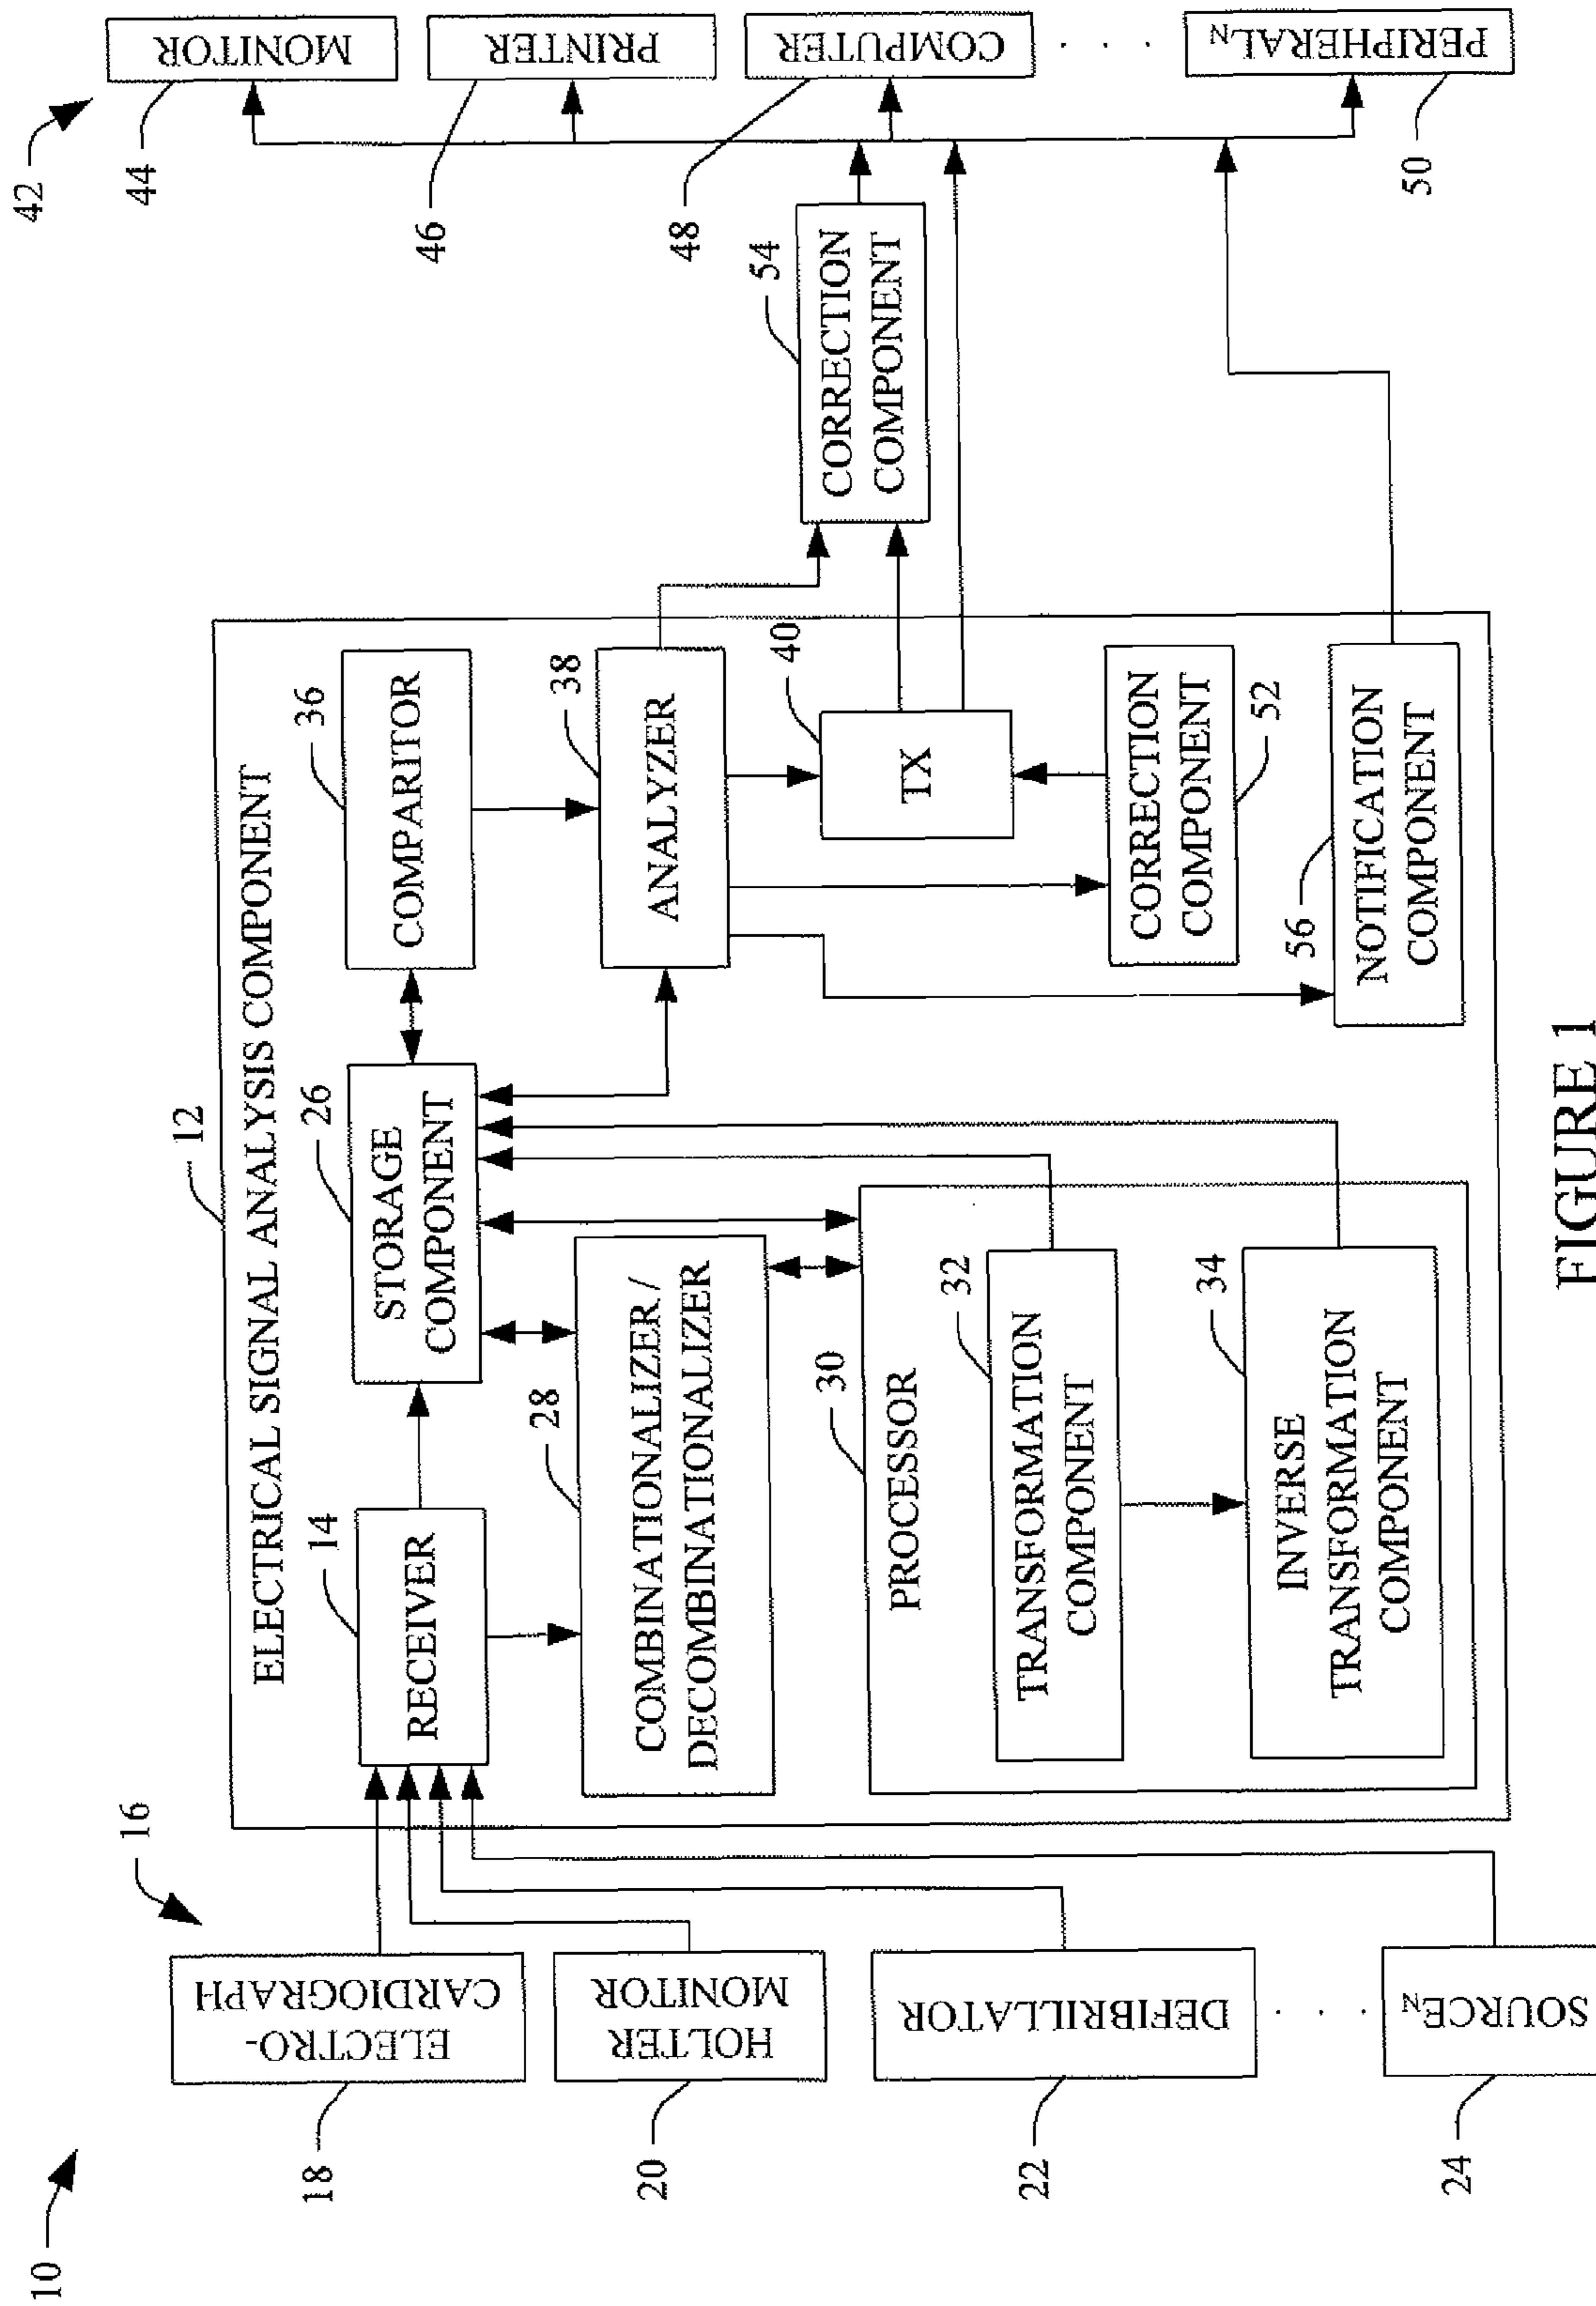 10
16
18
ELECTRO-
CARDIOGRAPH
20
HOLTER
MONITOR
22
DEFIBRILLATOR
. . .
24
SOURCEN
12
ELECTRICAL SIGNAL ANALYSIS COMPONENT
14
RECEIVER
26
STORAGE
COMPONENT
36
COMPARITOR
28
COMBINATIONALIZER /
DECOMBINATIONALIZER
38
ANALYZER
30
PROCESSOR
32
TRANSFORMATION
COMPONENT
34
INVERSE
TRANSFORMATION
COMPONENT
40
TX
CORRECTION
COMPONENT
52
56
NOTIFICATION
COMPONENT
54
CORRECTION
COMPONENT
42
44
MONITOR
46
PRINTER
48
COMPUTER
. . .
50
PERIPHERALN
FIGURE 1